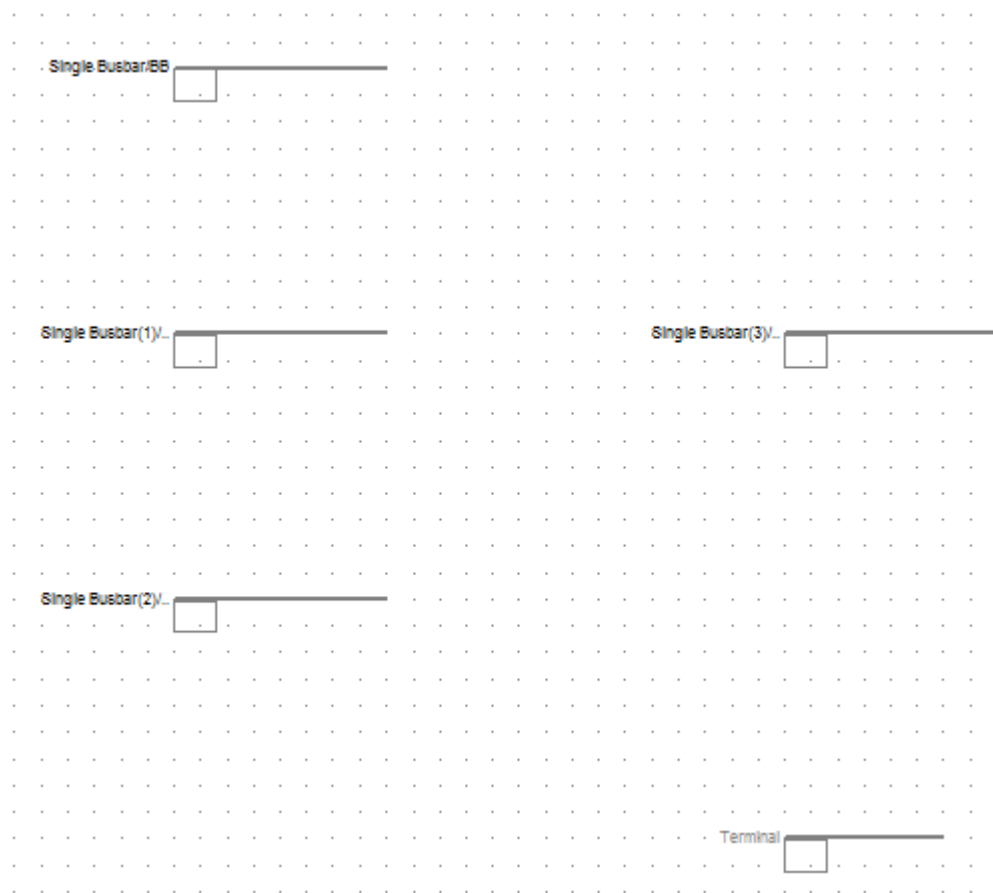 Single Busbar/BB
Single Busbar(1)/...
Single Busbar(3)/...
Single Busbar(2)/...
Terminal